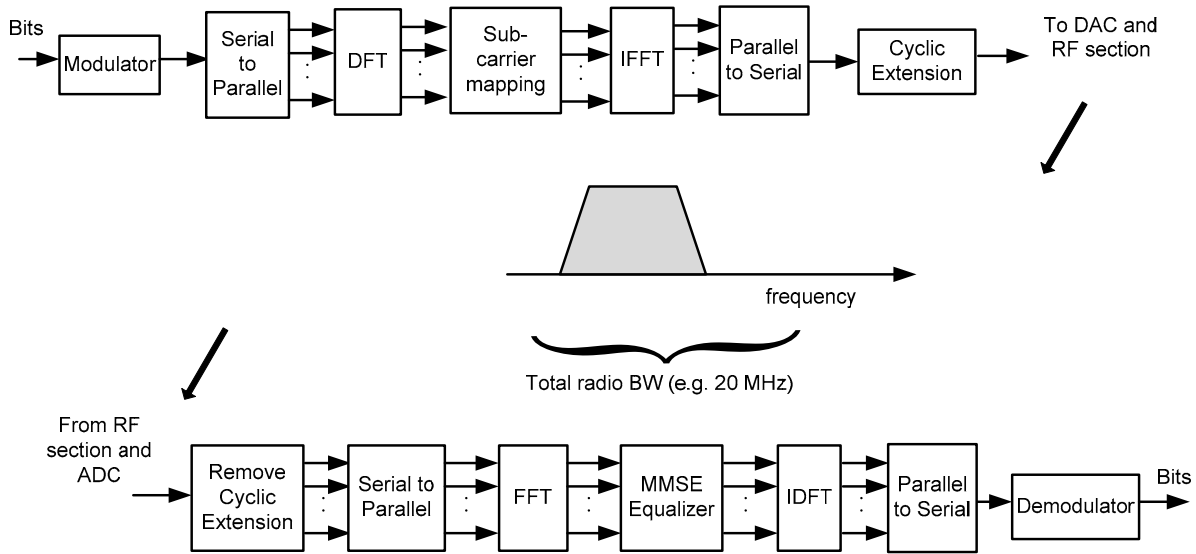 Bits
Modulator
Serial
to
Parallel
DFT
Sub-
carrier
mapping
IFFT
Parallel
to Serial
Cyclic
Extension
To DAC and
RF section
frequency
Total radio BW (e.g. 20 MHz)
From RF
section and
ADC
Remove
Cyclic
Extension
Serial to
Parallel
FFT
MMSE
Equalizer
IDFT
Parallel
to Serial
Demodulator
Bits